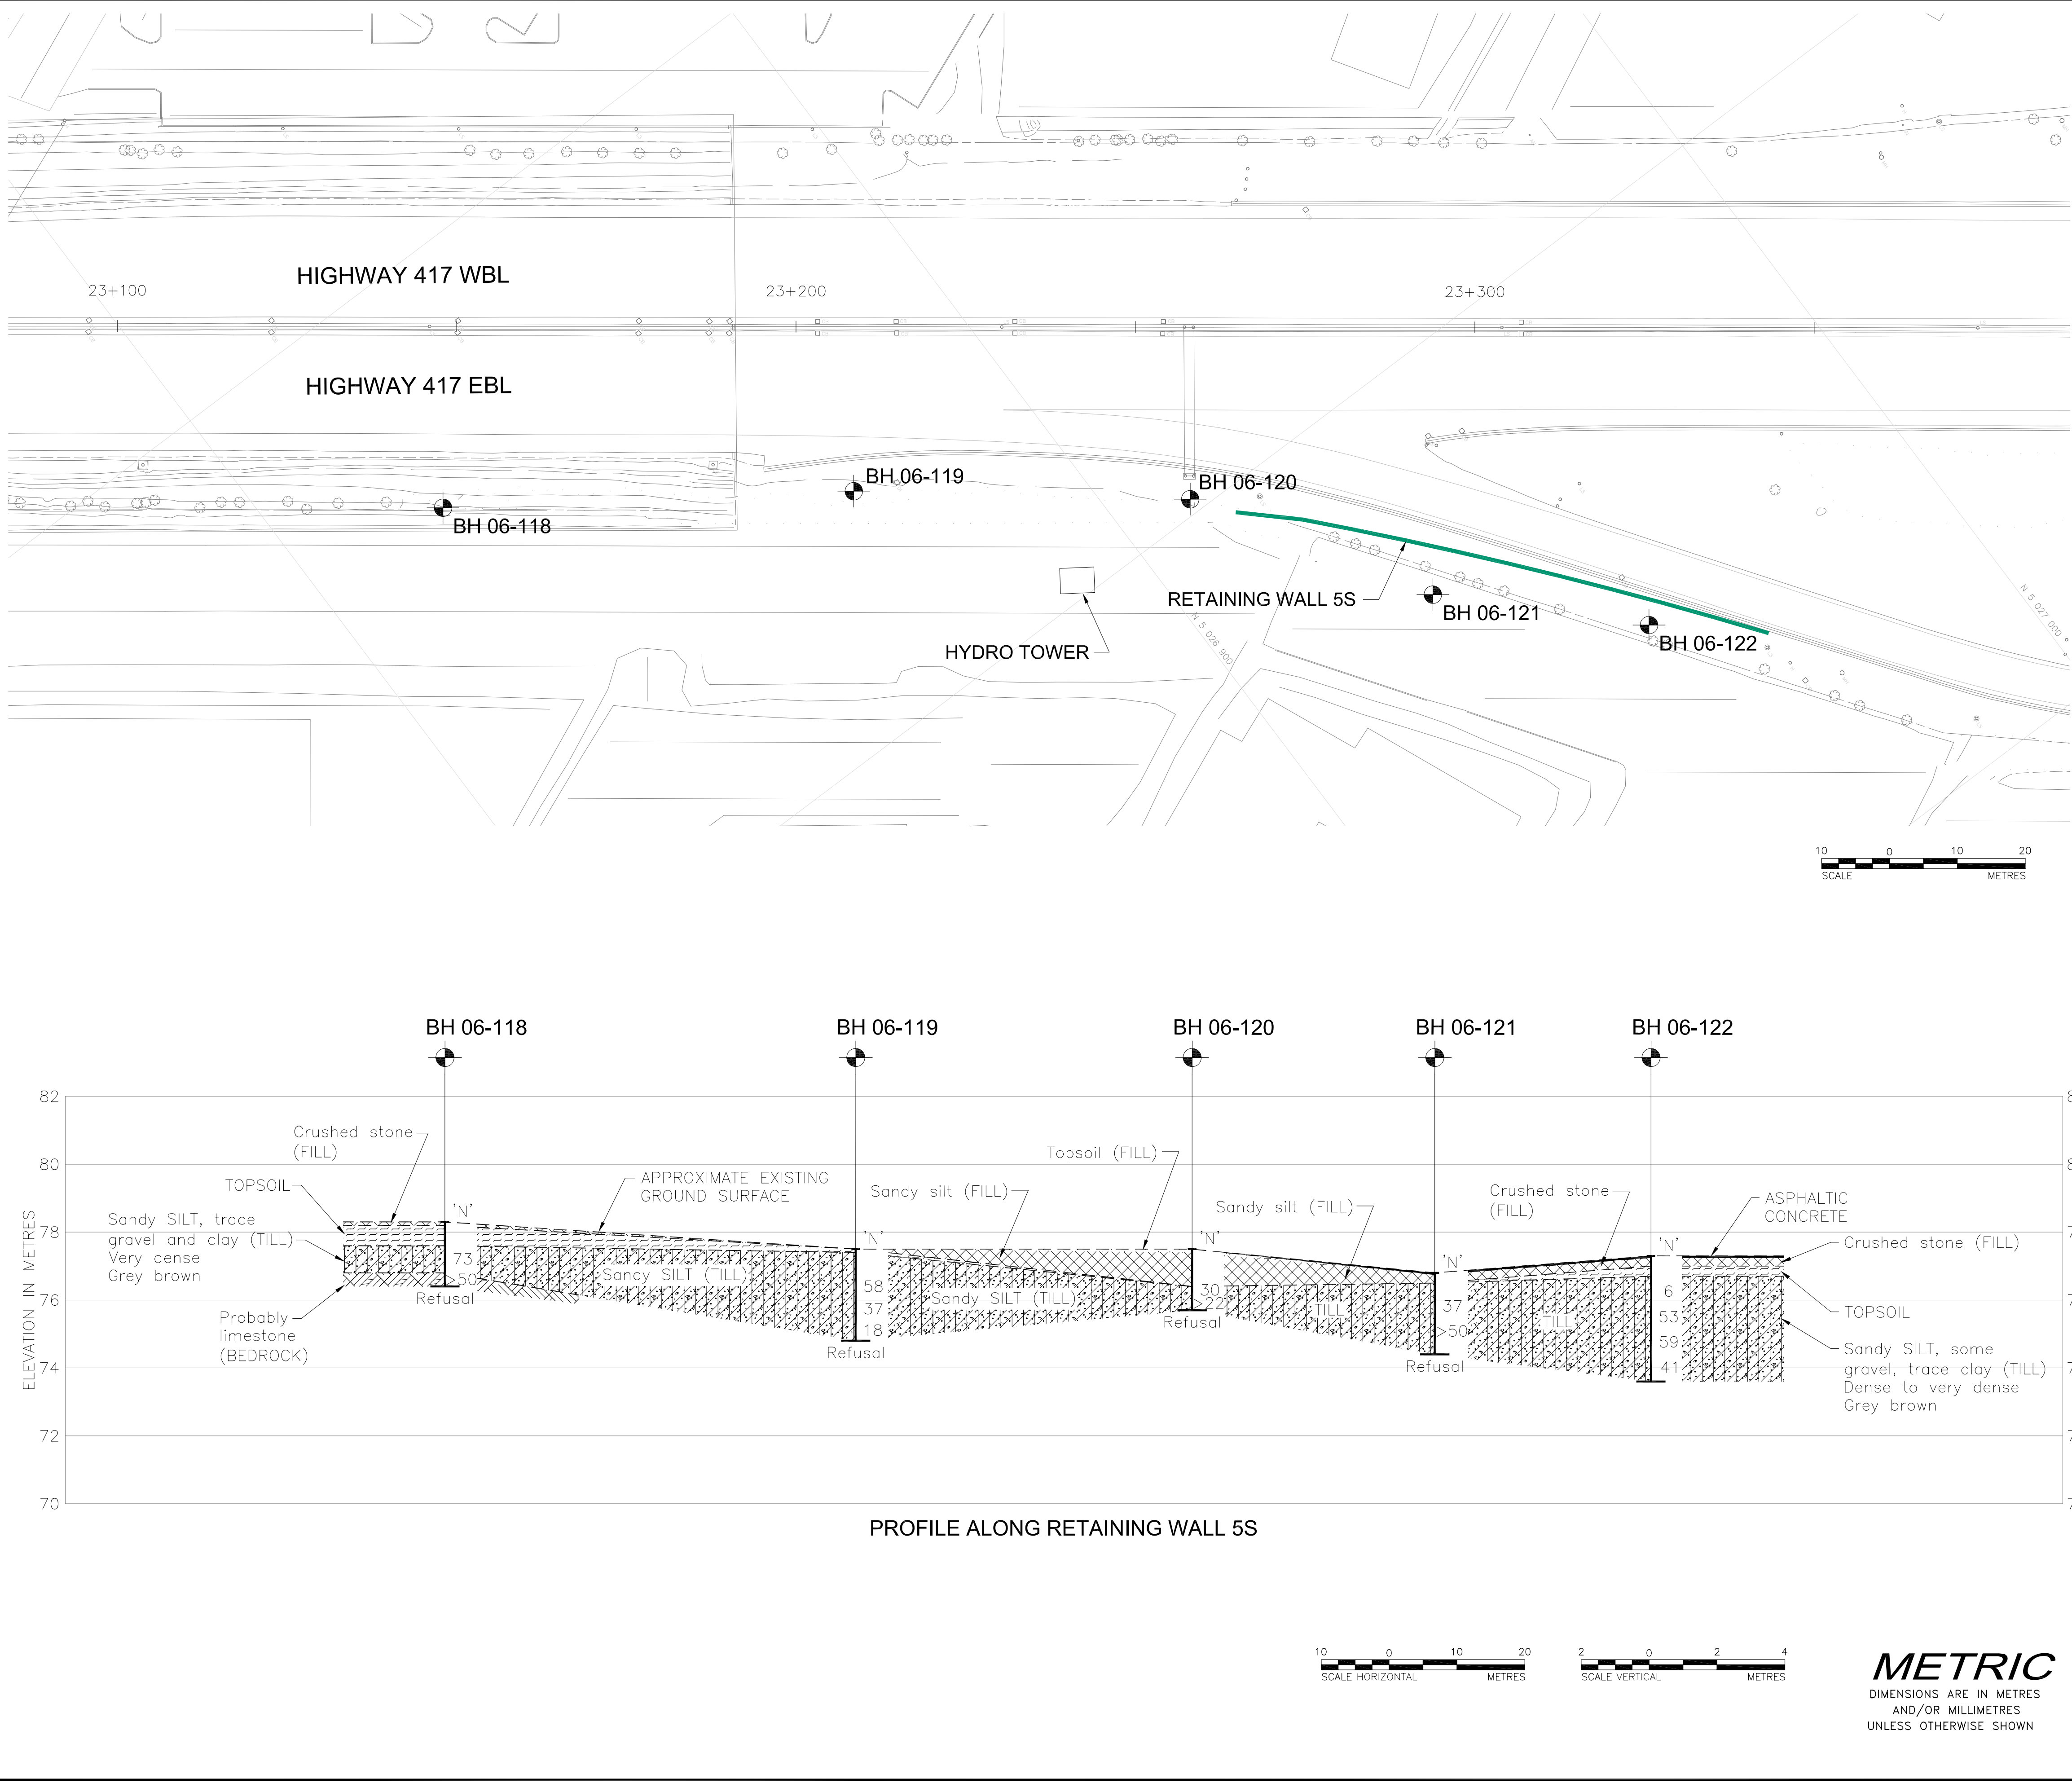 (10)
HIGHWAY 417 WBL
23+100
23+200
23+300
HIGHWAY 417 EBL
BH 06-118
BH 06-119
BH 06-120
RETAINING WALL 5S
BH 06-121
BH 06-122
HYDRO TOWER
N 5 026 900
N 5 027 000
10 0 10 20
SCALE METRES
BH 06-118
BH 06-119
BH 06-120
BH 06-121
BH 06-122
ELEVATION IN METRES
82
80
78
76
74
72
70
Crushed stone
(FILL)
TOPSOIL
Sandy SILT, trace
gravel and clay (TILL)
Very dense
Grey brown
Probably
limestone
(BEDROCK)
'N'
73
>50
Refusal
APPROXIMATE EXISTING
GROUND SURFACE
Sandy SILT (TILL)
'N'
58
37
18
Refusal
Sandy silt (FILL)
Sandy SILT (TILL)
Topsoil (FILL)
'N'
30
>22
Refusal
Sandy silt (FILL)
TILL
'N'
37
>50
Refusal
Crushed stone
(FILL)
TILL
'N'
6
53
59
41
ASPHALTIC
CONCRETE
Crushed stone (FILL)
TOPSOIL
Sandy SILT, some
gravel, trace clay (TILL)
Dense to very dense
Grey brown
PROFILE ALONG RETAINING WALL 5S
10 0 10 20
SCALE HORIZONTAL METRES
2 0 2 4
SCALE VERTICAL METRES
METRIC
DIMENSIONS ARE IN METRES
AND/OR MILLIMETRES
UNLESS OTHERWISE SHOWN